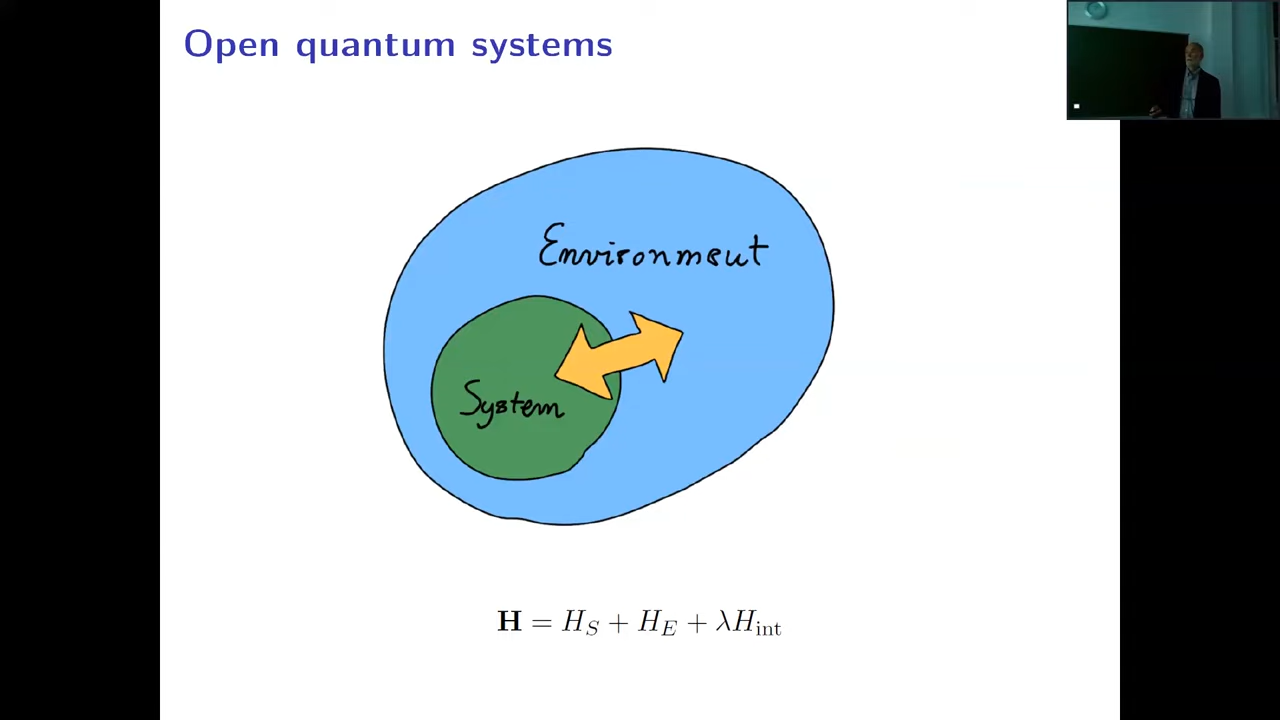 Open quantum systems
Environment
System
H = H_S + H_E + λH_int